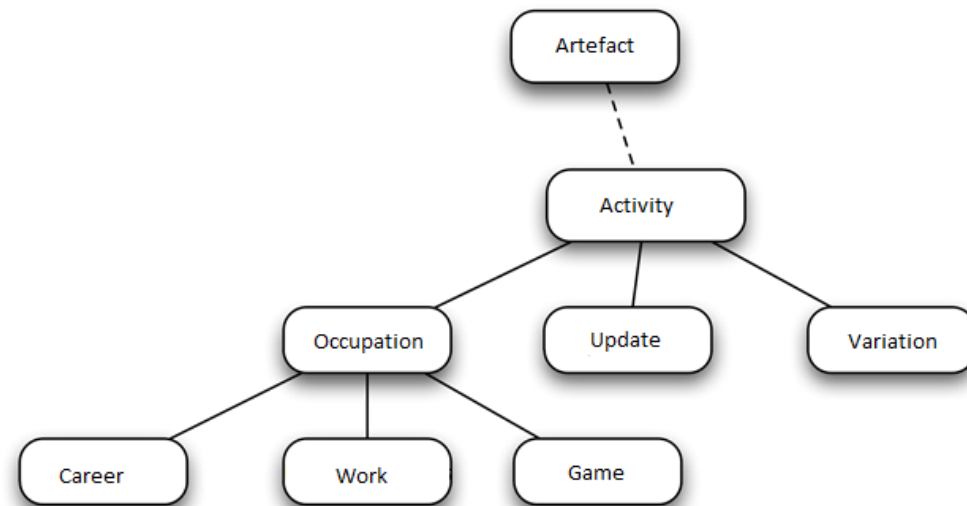 Artefact
Activity
Occupation
Update
Variation
Career
Work
Game